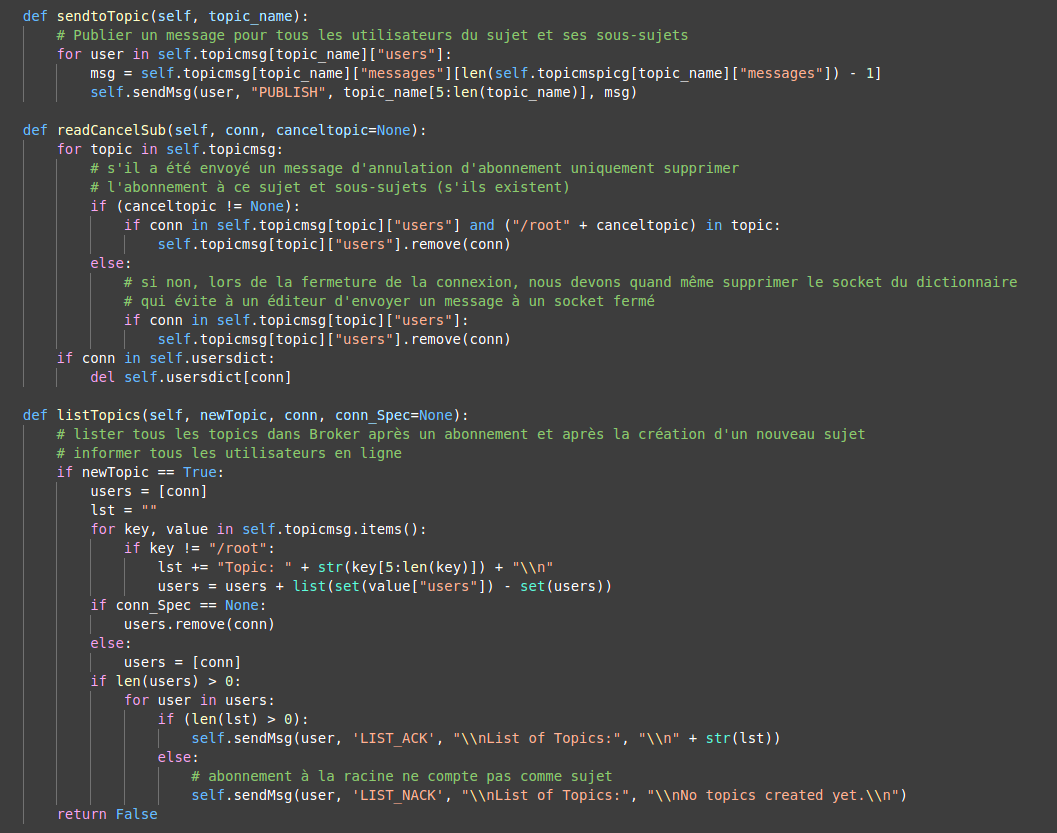 def sendtoTopic(self, topic_name):
    # Publier un message pour tous les utilisateurs du sujet et ses sous-sujets
    for user in self.topicmsg[topic_name]["users"]:
        msg = self.topicmsg[topic_name]["messages"][len(self.topicmspicg[topic_name]["messages"]) - 1]
        self.sendMsg(user, "PUBLISH", topic_name[5:len(topic_name)], msg)

def readCancelSub(self, conn, canceltopic=None):
    for topic in self.topicmsg:
        # s'il a été envoyé un message d'annulation d'abonnement uniquement supprimer
        # l'abonnement à ce sujet et sous-sujets (s'ils existent)
        if (canceltopic != None):
            if conn in self.topicmsg[topic]["users"] and ("/root" + canceltopic) in topic:
                self.topicmsg[topic]["users"].remove(conn)
        else:
            # si non, lors de la fermeture de la connexion, nous devons quand même supprimer le socket du dictionnaire
            # qui évite à un éditeur d'envoyer un message à un socket fermé
            if conn in self.topicmsg[topic]["users"]:
                self.topicmsg[topic]["users"].remove(conn)
    if conn in self.usersdict:
        del self.usersdict[conn]

def listTopics(self, newTopic, conn, conn_Spec=None):
    # lister tous les topics dans Broker après un abonnement et après la création d'un nouveau sujet
    # informer tous les utilisateurs en ligne
    if newTopic == True:
        users = [conn]
        lst = ""
        for key, value in self.topicmsg.items():
            if key != "/root":
                lst += "Topic: " + str(key[5:len(key)]) + "\\n"
                users = users + list(set(value["users"]) - set(users))
        if conn_Spec == None:
            users.remove(conn)
        else:
            users = [conn]
        if len(users) > 0:
            for user in users:
                if (len(lst) > 0):
                    self.sendMsg(user, 'LIST_ACK', "\\nList of Topics:", "\\n" + str(lst))
                else:
                    # abonnement à la racine ne compte pas comme sujet
                    self.sendMsg(user, 'LIST_NACK', "\\nList of Topics:", "\\nNo topics created yet.\\n")
    return False